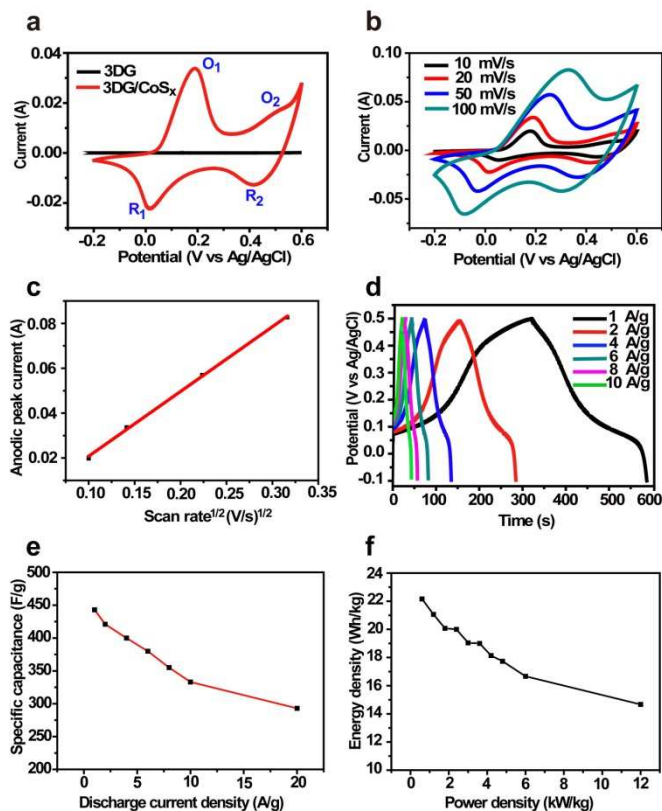 a
3DG
3DG/CoSx
O1
O2
R1
R2
0.04
0.02
0.00
-0.02
Current (A)
-0.2 0.0 0.2 0.4 0.6
Potential (V vs Ag/AgCl)
b
10 mV/s
20 mV/s
50 mV/s
100 mV/s
0.10
0.05
0.00
-0.05
Current (A)
-0.2 0.0 0.2 0.4 0.6
Potential (V vs Ag/AgCl)
c
0.08
0.06
0.04
0.02
Anodic peak current (A)
0.10 0.15 0.20 0.25 0.30 0.35
Scan rate1/2 (V/s)1/2
d
1 A/g
2 A/g
4 A/g
6 A/g
8 A/g
10 A/g
0.5
0.4
0.3
0.2
0.1
0.0
-0.1
Potential (V vs Ag/AgCl)
0 100 200 300 400 500 600
Time (s)
e
500
450
400
350
300
250
200
Specific capacitance (F/g)
0 5 10 15 20
Discharge current density (A/g)
f
24
22
20
18
16
14
12
10
Energy density (Wh/kg)
0 2 4 6 8 10 12
Power density (kW/kg)